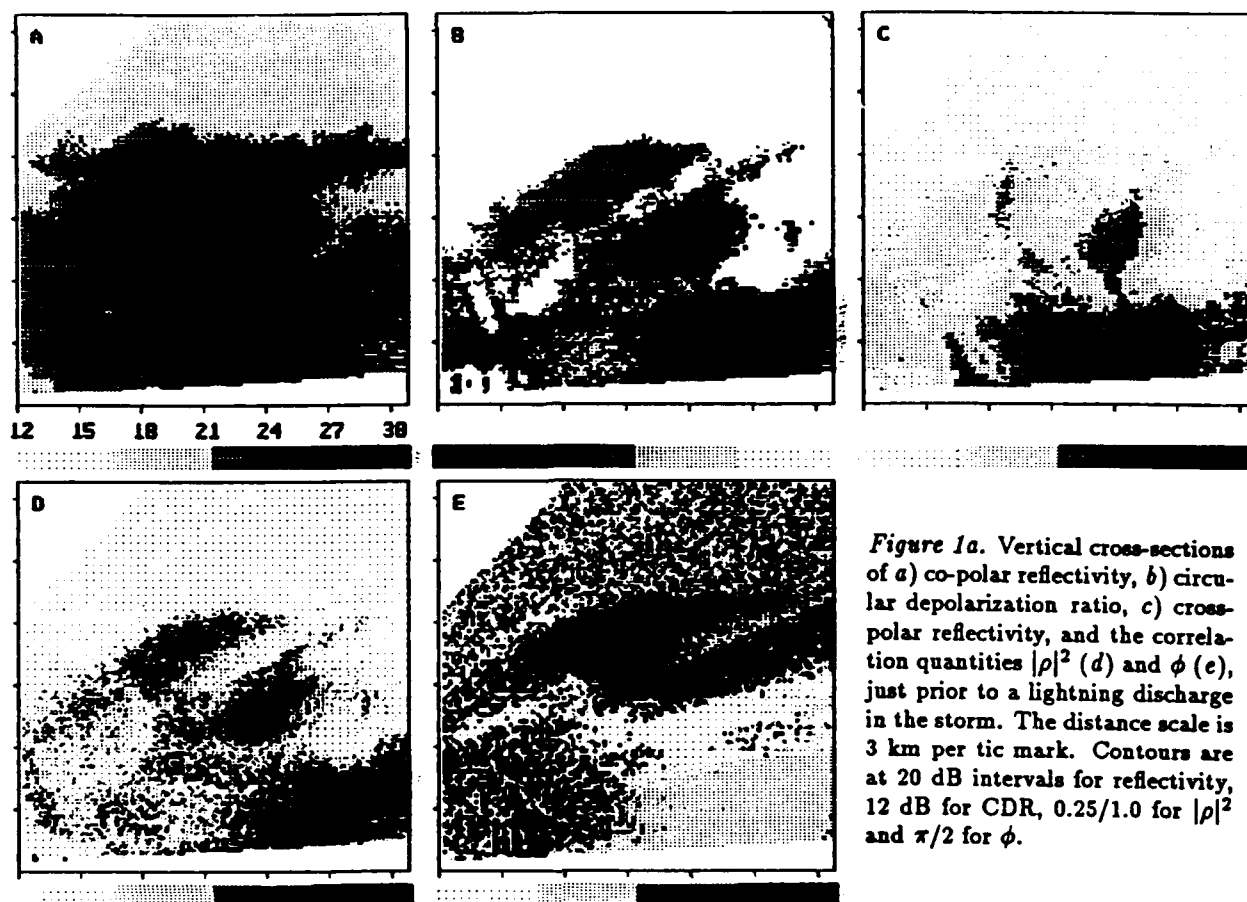 A
B
C
12 15 18 21 24 27 30
D
E
Figure 1a. Vertical cross-sections
of a) co-polar reflectivity, b) circu-
lar depolarization ratio, c) cross-
polar reflectivity, and the correla-
tion quantities |ρ|² (d) and φ (e),
just prior to a lightning discharge
in the storm. The distance scale is
3 km per tic mark. Contours are
at 20 dB intervals for reflectivity,
12 dB for CDR, 0.25/1.0 for |ρ|²
and π/2 for φ.